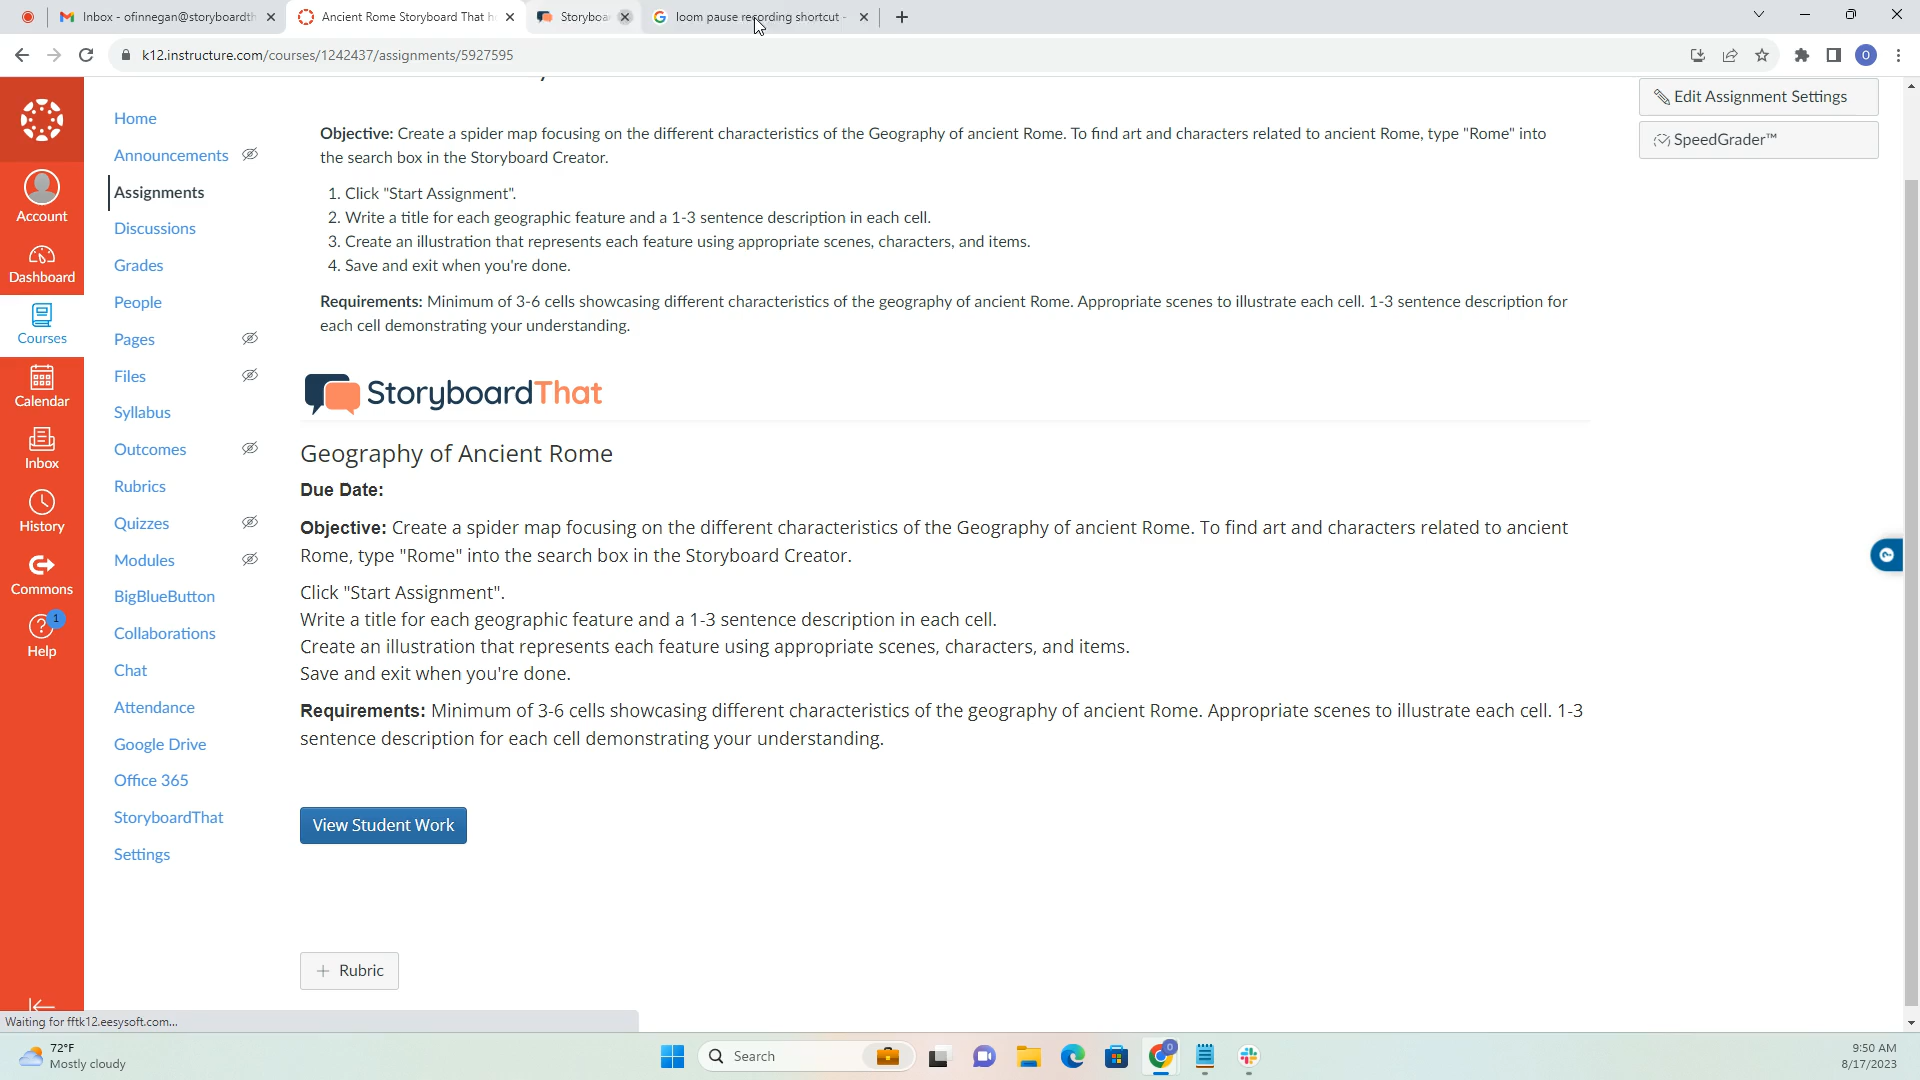 Inbox - ofinnegan@storyboardth
Ancient Rome Storyboard That h
Storyboa
loom pause recording shortcut -
k12.instructure.com/courses/1242437/assignments/5927595
O
Account
Dashboard
Courses
Calendar
Inbox
History
Commons
1
Help
Home
Announcements
Assignments
Discussions
Grades
People
Pages
Files
Syllabus
Outcomes
Rubrics
Quizzes
Modules
BigBlueButton
Collaborations
Chat
Attendance
Google Drive
Office 365
StoryboardThat
Settings
Objective: Create a spider map focusing on the different characteristics of the Geography of ancient Rome. To find art and characters related to ancient Rome, type "Rome" into
the search box in the Storyboard Creator.
1. Click "Start Assignment".
2. Write a title for each geographic feature and a 1-3 sentence description in each cell.
3. Create an illustration that represents each feature using appropriate scenes, characters, and items.
4. Save and exit when you're done.
Requirements: Minimum of 3-6 cells showcasing different characteristics of the geography of ancient Rome. Appropriate scenes to illustrate each cell. 1-3 sentence description for
each cell demonstrating your understanding.
StoryboardThat
Geography of Ancient Rome
Due Date:
Objective: Create a spider map focusing on the different characteristics of the Geography of ancient Rome. To find art and characters related to ancient
Rome, type "Rome" into the search box in the Storyboard Creator.
Click "Start Assignment".
Write a title for each geographic feature and a 1-3 sentence description in each cell.
Create an illustration that represents each feature using appropriate scenes, characters, and items.
Save and exit when you're done.
Requirements: Minimum of 3-6 cells showcasing different characteristics of the geography of ancient Rome. Appropriate scenes to illustrate each cell. 1-3
sentence description for each cell demonstrating your understanding.
View Student Work
+ Rubric
Edit Assignment Settings
SpeedGrader™
Waiting for fftk12.eesysoft.com...
72°F
Mostly cloudy
Search
9:50 AM
8/17/2023